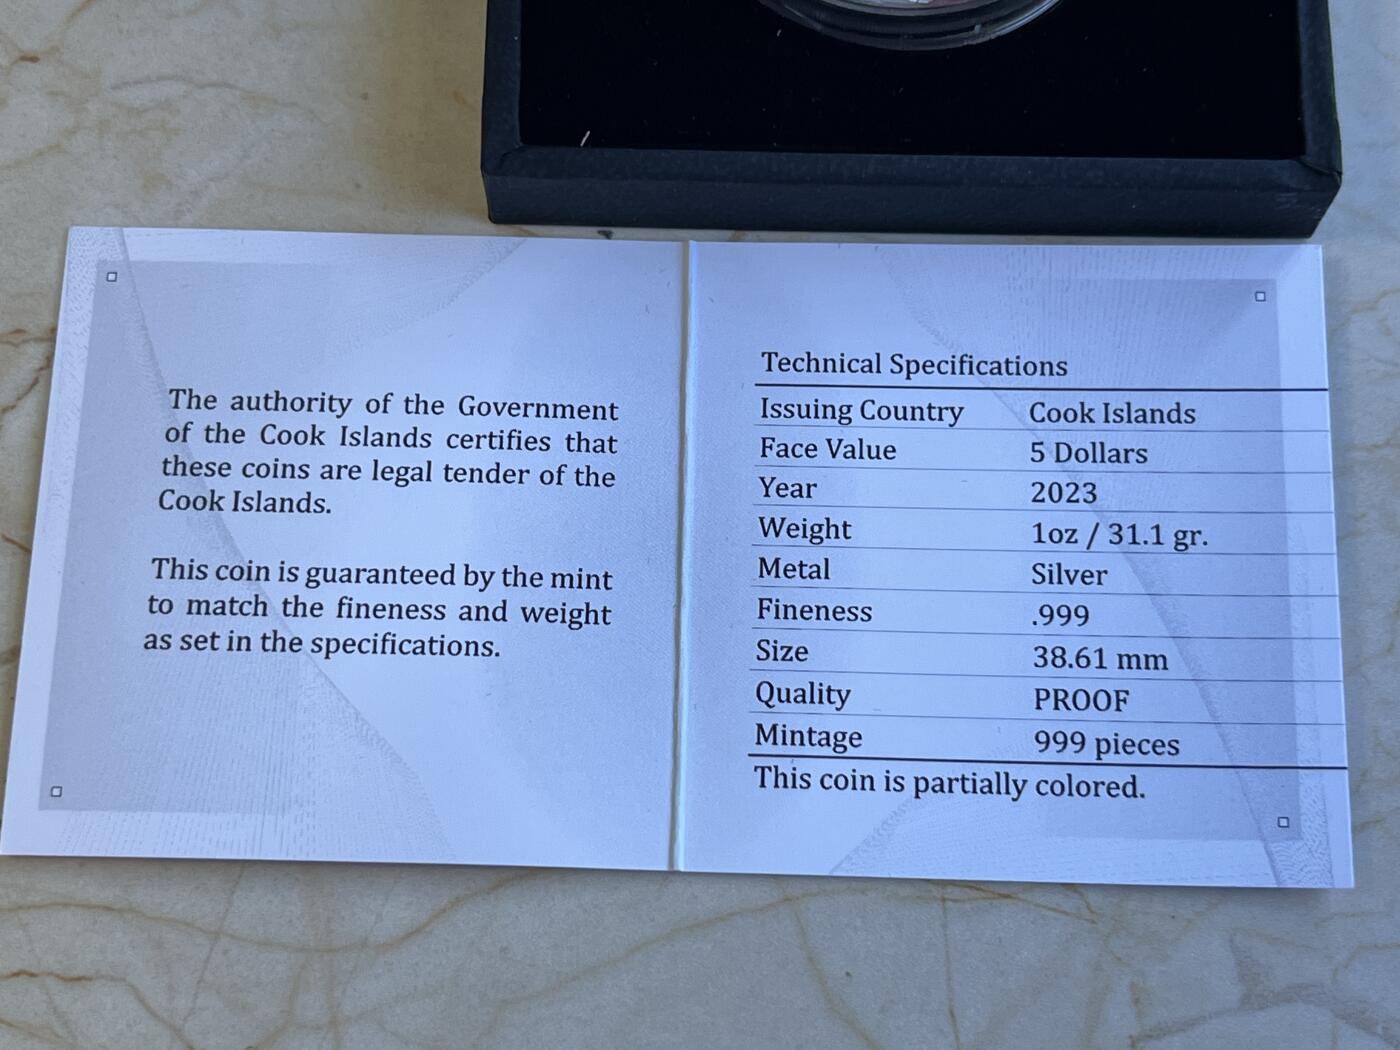 The authority of the Government
of the Cook Islands certifies that
these coins are legal tender of the
Cook Islands.
This coin is guaranteed by the mint
to match the fineness and weight
as set in the specifications.
Technical Specifications
Issuing Country Cook Islands
Face Value 5 Dollars
Year 2023
Weight 1oz / 31.1 gr.
Metal Silver
Fineness .999
Size 38.61 mm
Quality PROOF
Mintage 999 pieces
This coin is partially colored.